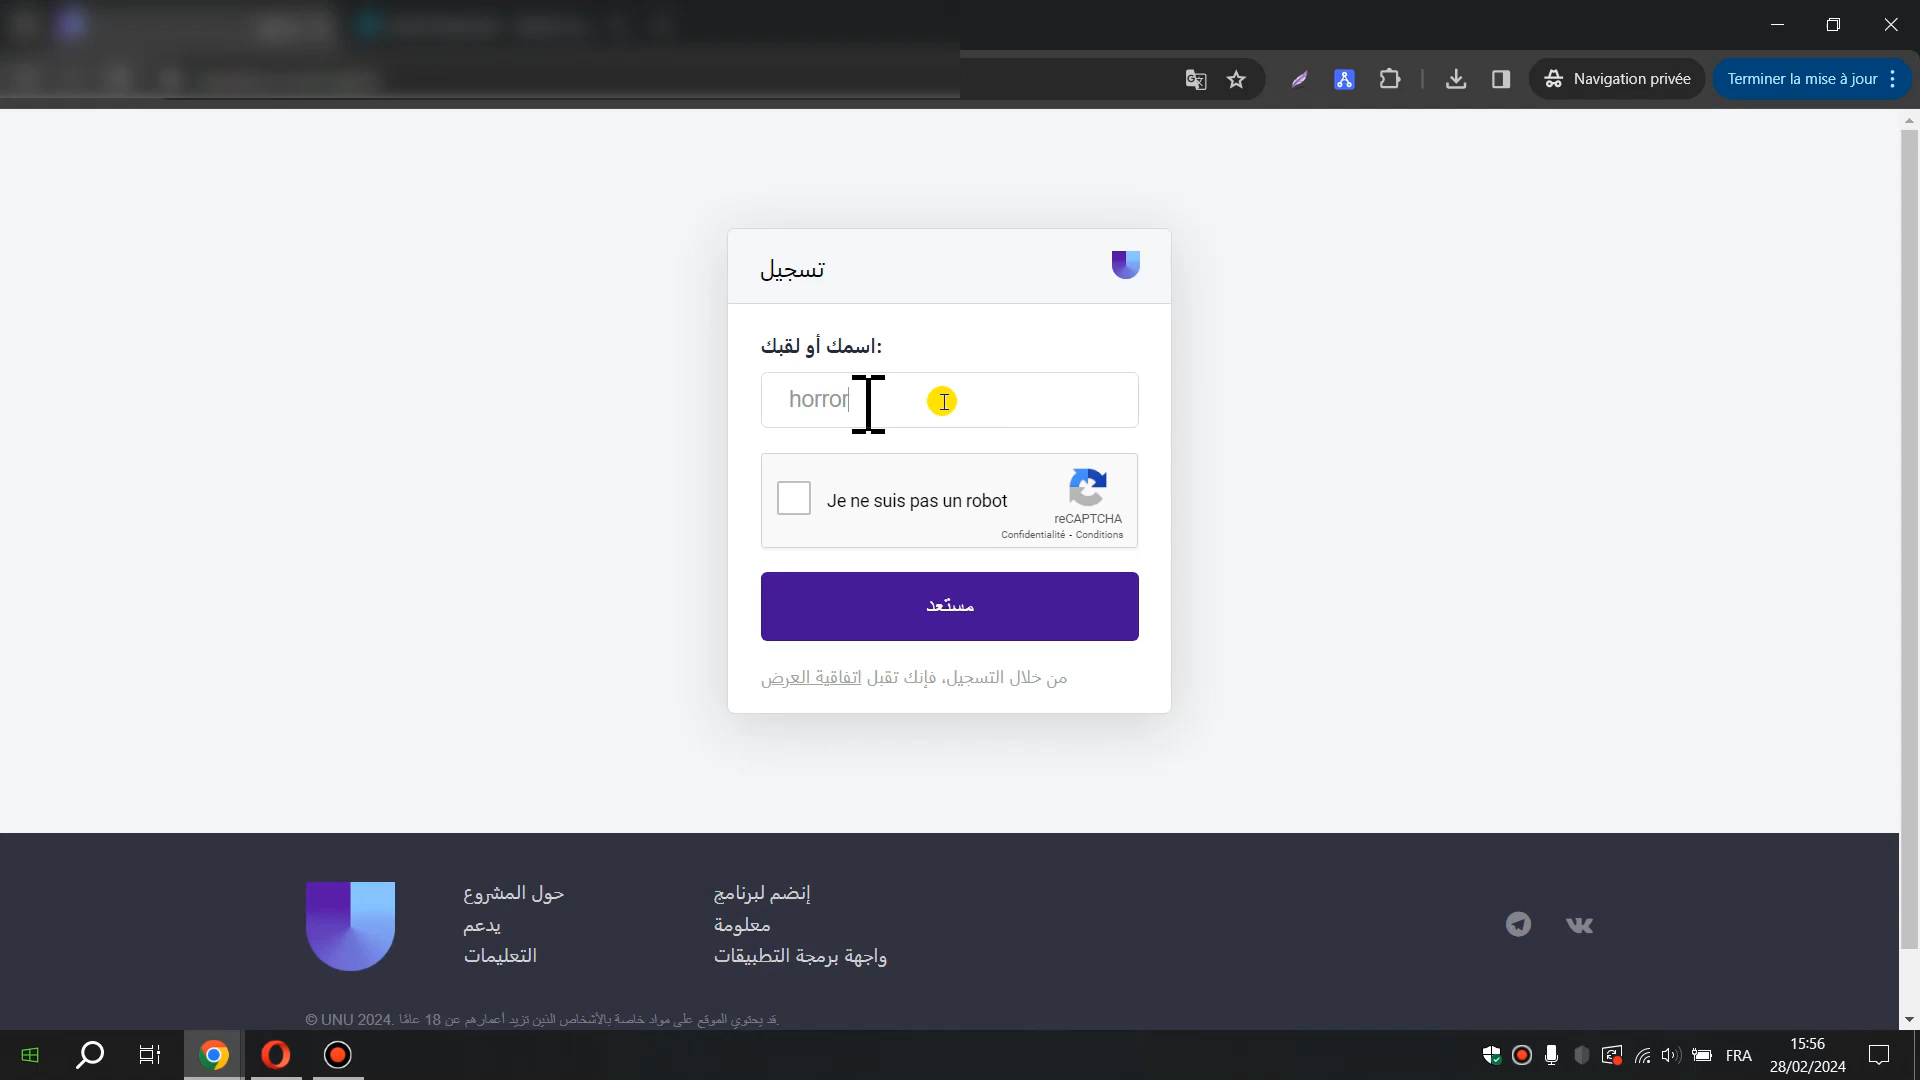 Navigation privée
Terminer la mise à jour
تسجيل
اسمك أو لقبك:
horror
Je ne suis pas un robot
reCAPTCHA
Confidentialité - Conditions
مستعد
من خلال التسجيل، فإنك تقبل اتفاقية العرض
حول المشروع
يدعم
التعليمات
إنضم لبرنامج
معلومة
واجهة برمجة التطبيقات
© UNU 2024. قد يحتوي الموقع على مواد خاصة بالأشخاص الذين تزيد أعمارهم عن 18 عامًا.
FRA
15:56
28/02/2024